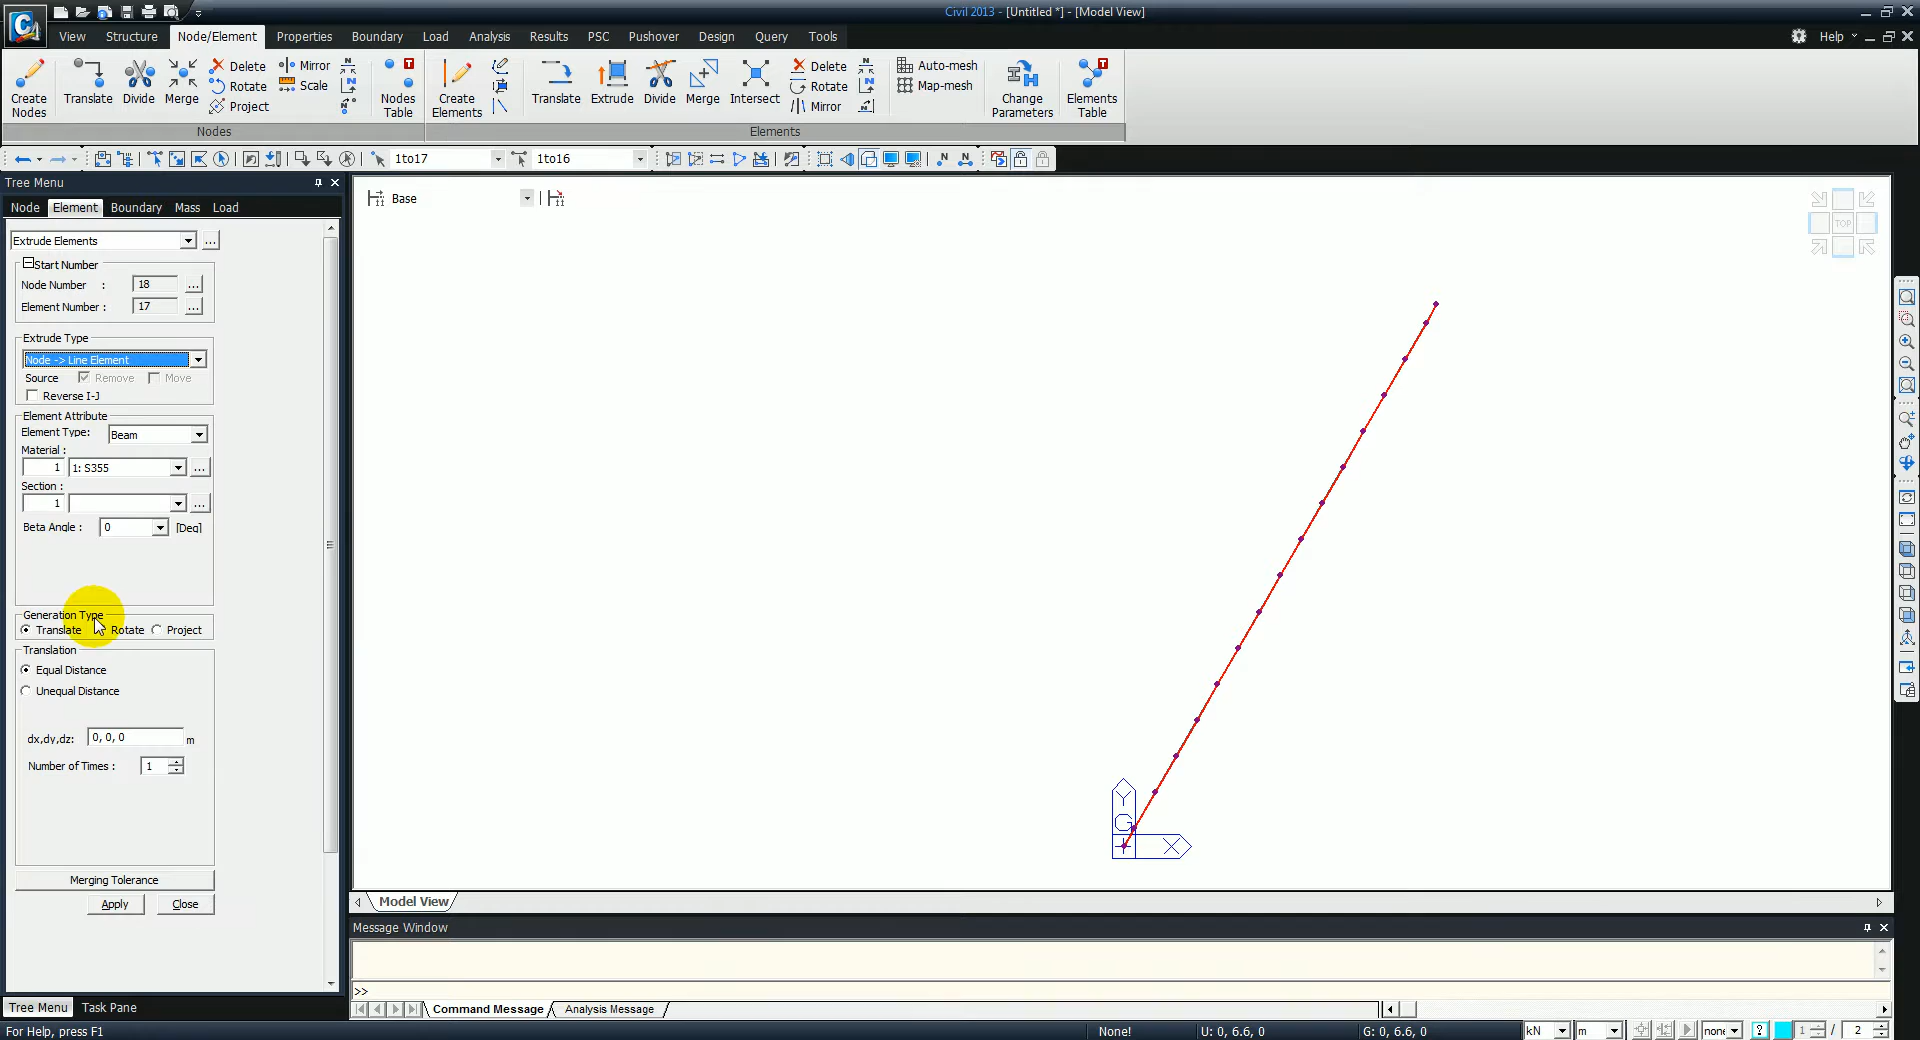 Civil 2013 - [Untitled *] - [Model View]
View Structure Node/Element Properties Boundary Load Analysis Results PSC Pushover Design Query Tools Help
Create Nodes
Translate
Divide
Merge
Delete
Rotate
Project
Mirror
Scale
Nodes Table
Create Elements
Translate
Extrude
Divide
Merge
Intersect
Delete
Rotate
Mirror
Auto-mesh
Map-mesh
Change Parameters
Elements Table
Nodes
Elements
1to17
1to16
Tree Menu
Node Element Boundary Mass Load
Base
TOP
Extrude Elements
...
Start Number
Node Number : 18 ...
Element Number : 17 ...
Extrude Type
Node -> Line Element
Source Remove Move
Reverse I-J
Element Attribute
Element Type: Beam
Material :
1 1: S355 ...
Section :
1 ...
Beta Angle : 0 [Deg]
Generation Type
Translate Rotate Project
Translation
Equal Distance
Unequal Distance
dx,dy,dz: 0, 0, 0 m
Number of Times : 1
Merging Tolerance
Apply Close
Y
G
X
Model View
Message Window
>>
Command Message Analysis Message
Tree Menu Task Pane
For Help, press F1
None! U: 0, 6.6, 0 G: 0, 6.6, 0 kN m none ? 1 / 2